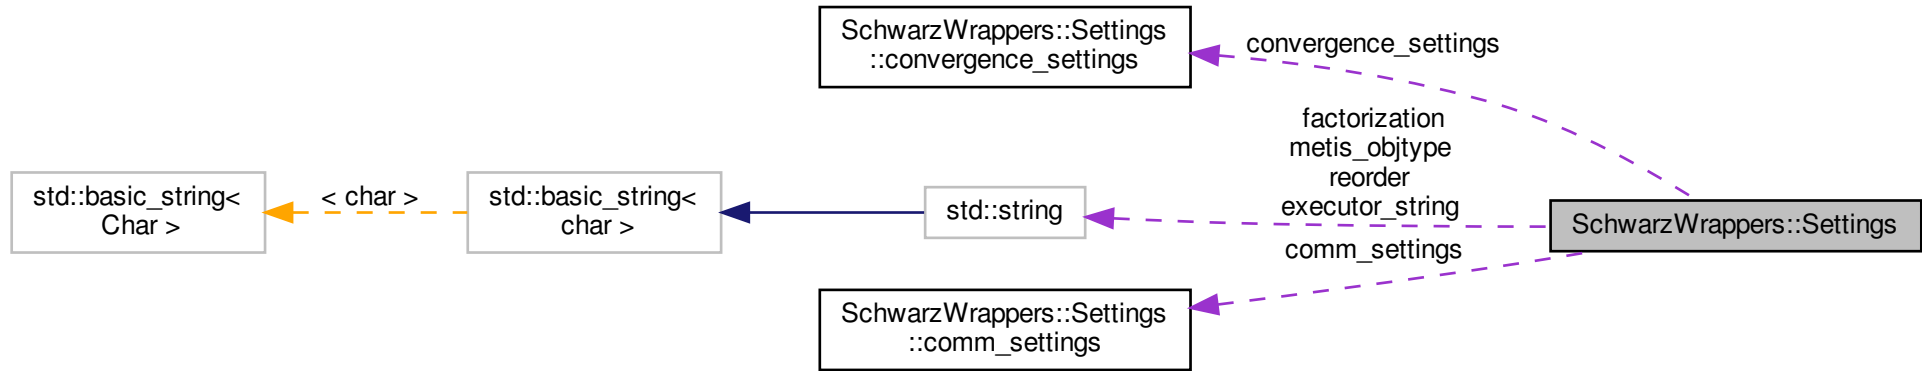 SchwarzWrappers::Settings
::convergence_settings
convergence_settings
factorization
metis_objtype
reorder
executor_string
std::basic_string<
Char >
< char >
std::basic_string<
char >
std::string
SchwarzWrappers::Settings
comm_settings
SchwarzWrappers::Settings
::comm_settings